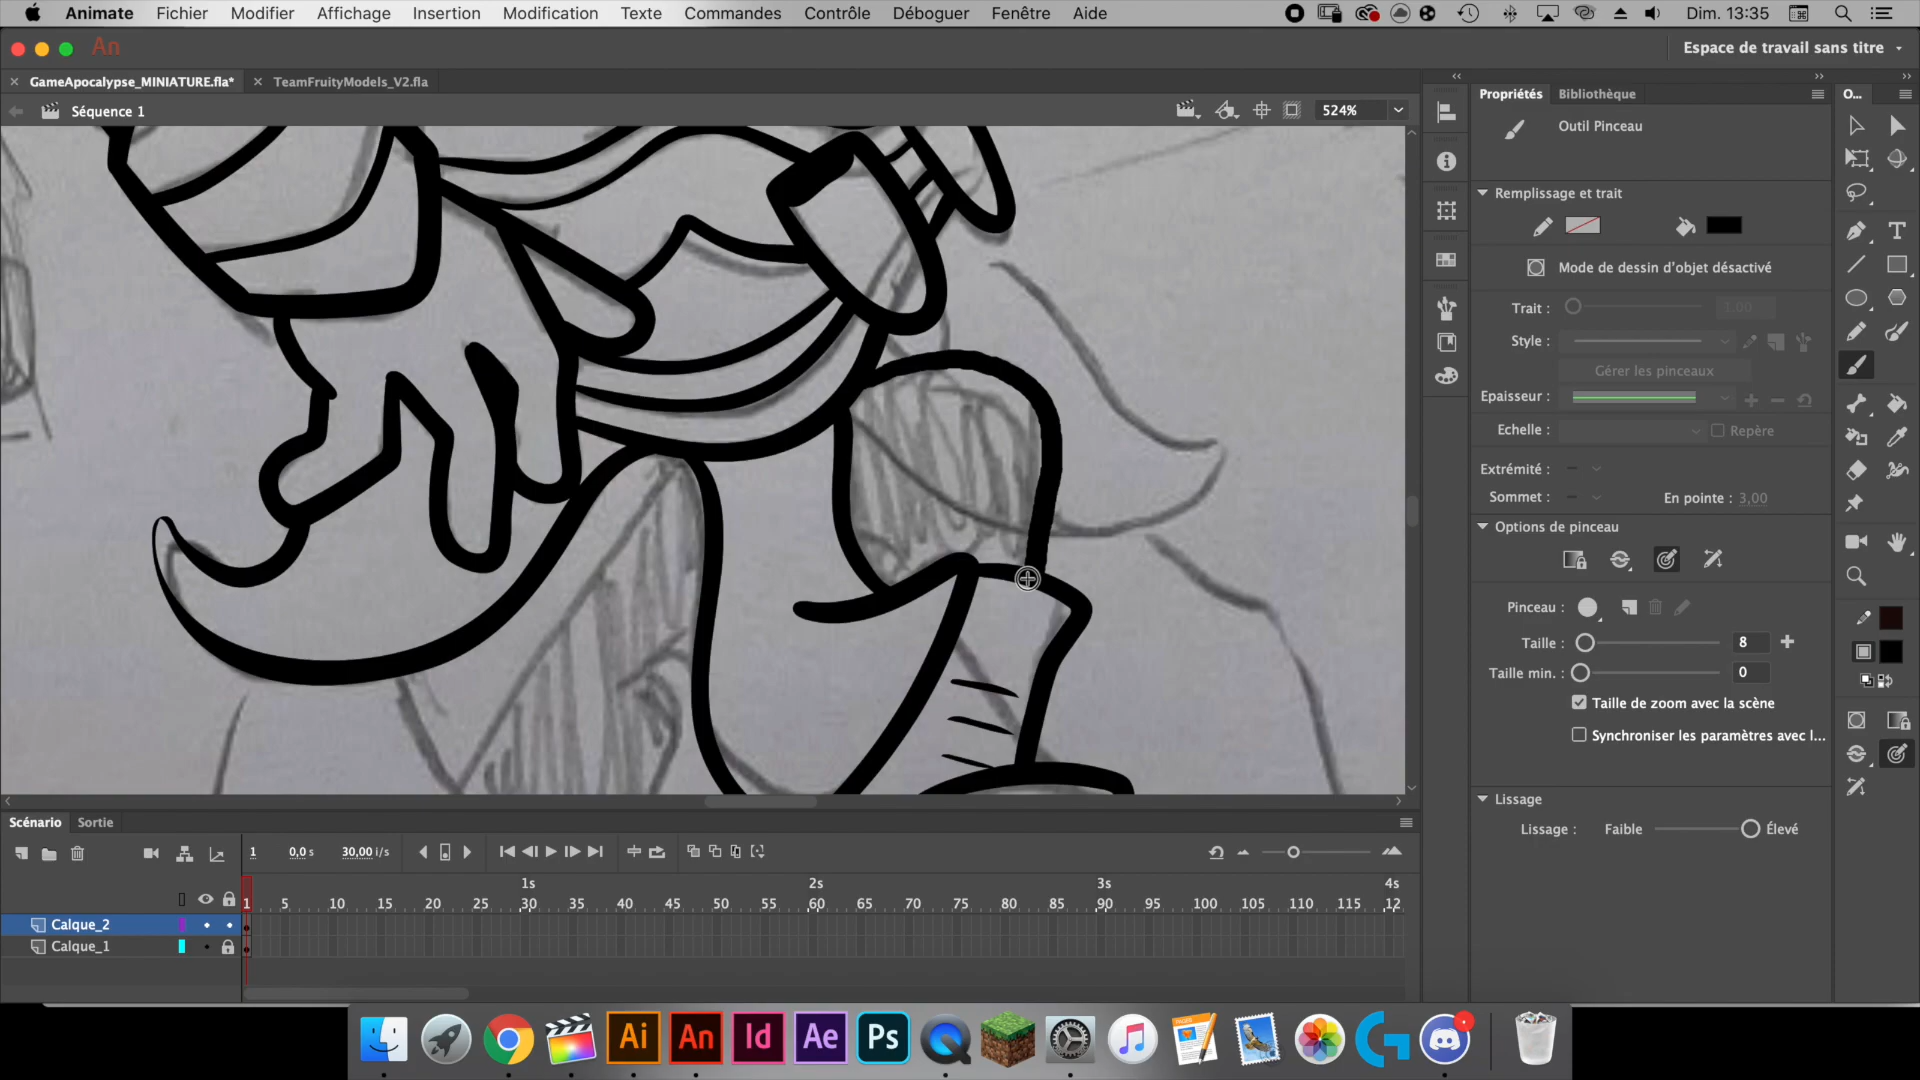 Animate Fichier Modifier Affichage Insertion Modification Texte Commandes Contrôle Déboguer Fenêtre Aide Dim. 13:35
An Espace de travail sans titre
GameApocalypse_MINIATURE.fla* TeamFruityModels_V2.fla
Séquence 1 524%
Propriétés Bibliothèque O...
Outil Pinceau
Remplissage et trait
Mode de dessin d'objet désactivé
Trait : 1,00
Style :
Gérer les pinceaux
Epaisseur :
Echelle : Repère
Extrémité :
Sommet : En pointe : 3,00
Options de pinceau
Pinceau :
Taille : 8
Taille min. : 0
Taille de zoom avec la scène
Synchroniser les paramètres avec l...
Lissage
Lissage : Faible Élevé
Scénario Sortie
1 0,0 s 30,00 i/s
1s 2s 3s 4s
1 5 10 15 20 25 30 35 40 45 50 55 60 65 70 75 80 85 90 95 100 105 110 115 12
Calque_2
Calque_1
Ai An Id Ae Ps